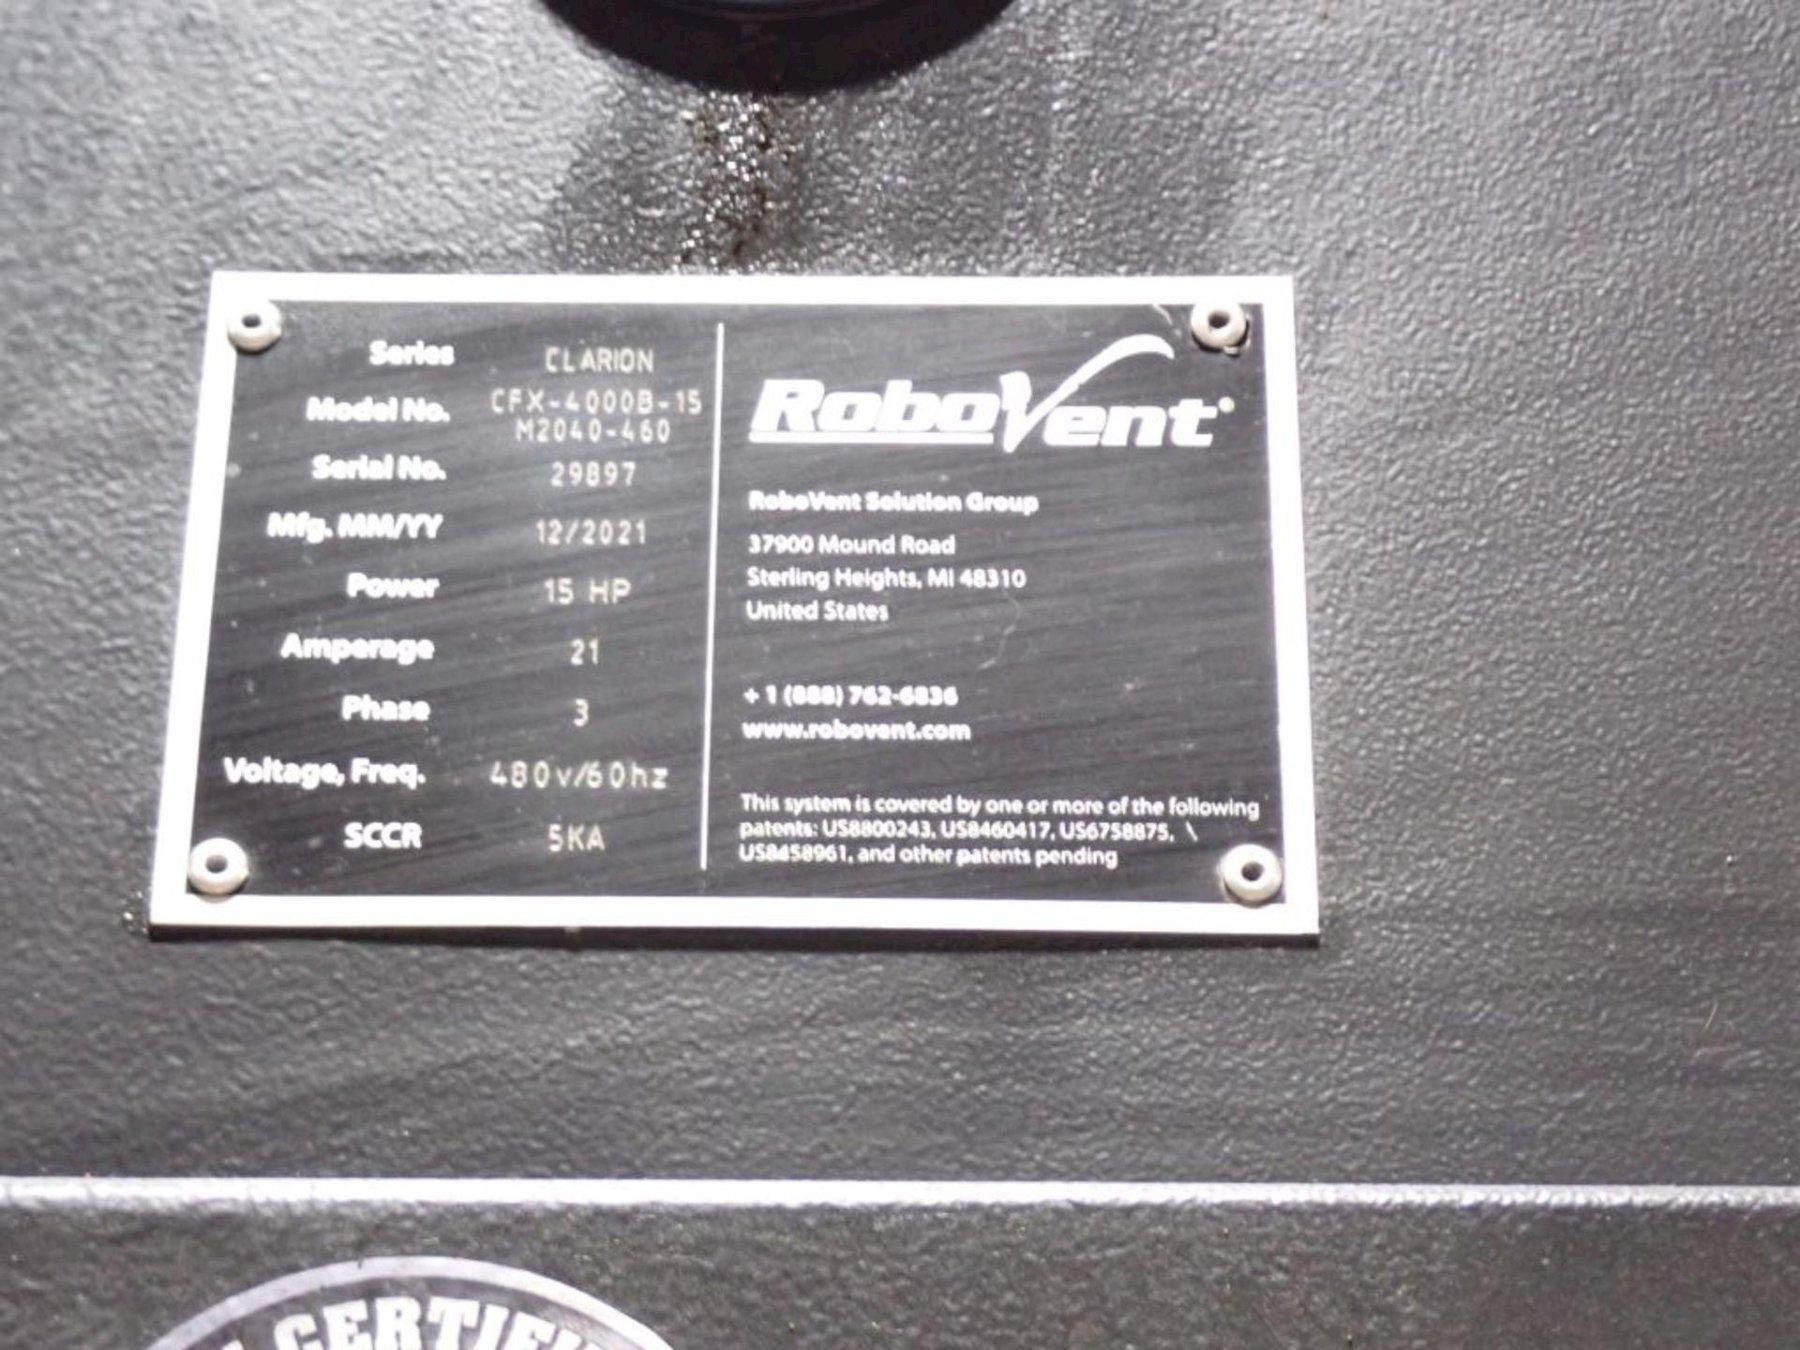 Series CLARION
Model No. CFX-4000B-15
M2040-460
Serial No. 29897
Mfg. MM/YY 12/2021
Power 15 HP
Amperage 21
Phase 3
Voltage, Freq. 480v/60hz
SCCR 5KA
RoboVent
RoboVent Solution Group
37900 Mound Road
Sterling Heights, MI 48310
United States
+ 1 (888) 762-6836
www.robovent.com
This system is covered by one or more of the following
patents: US8800243, US8460417, US6758875, \
US8458961, and other patents pending